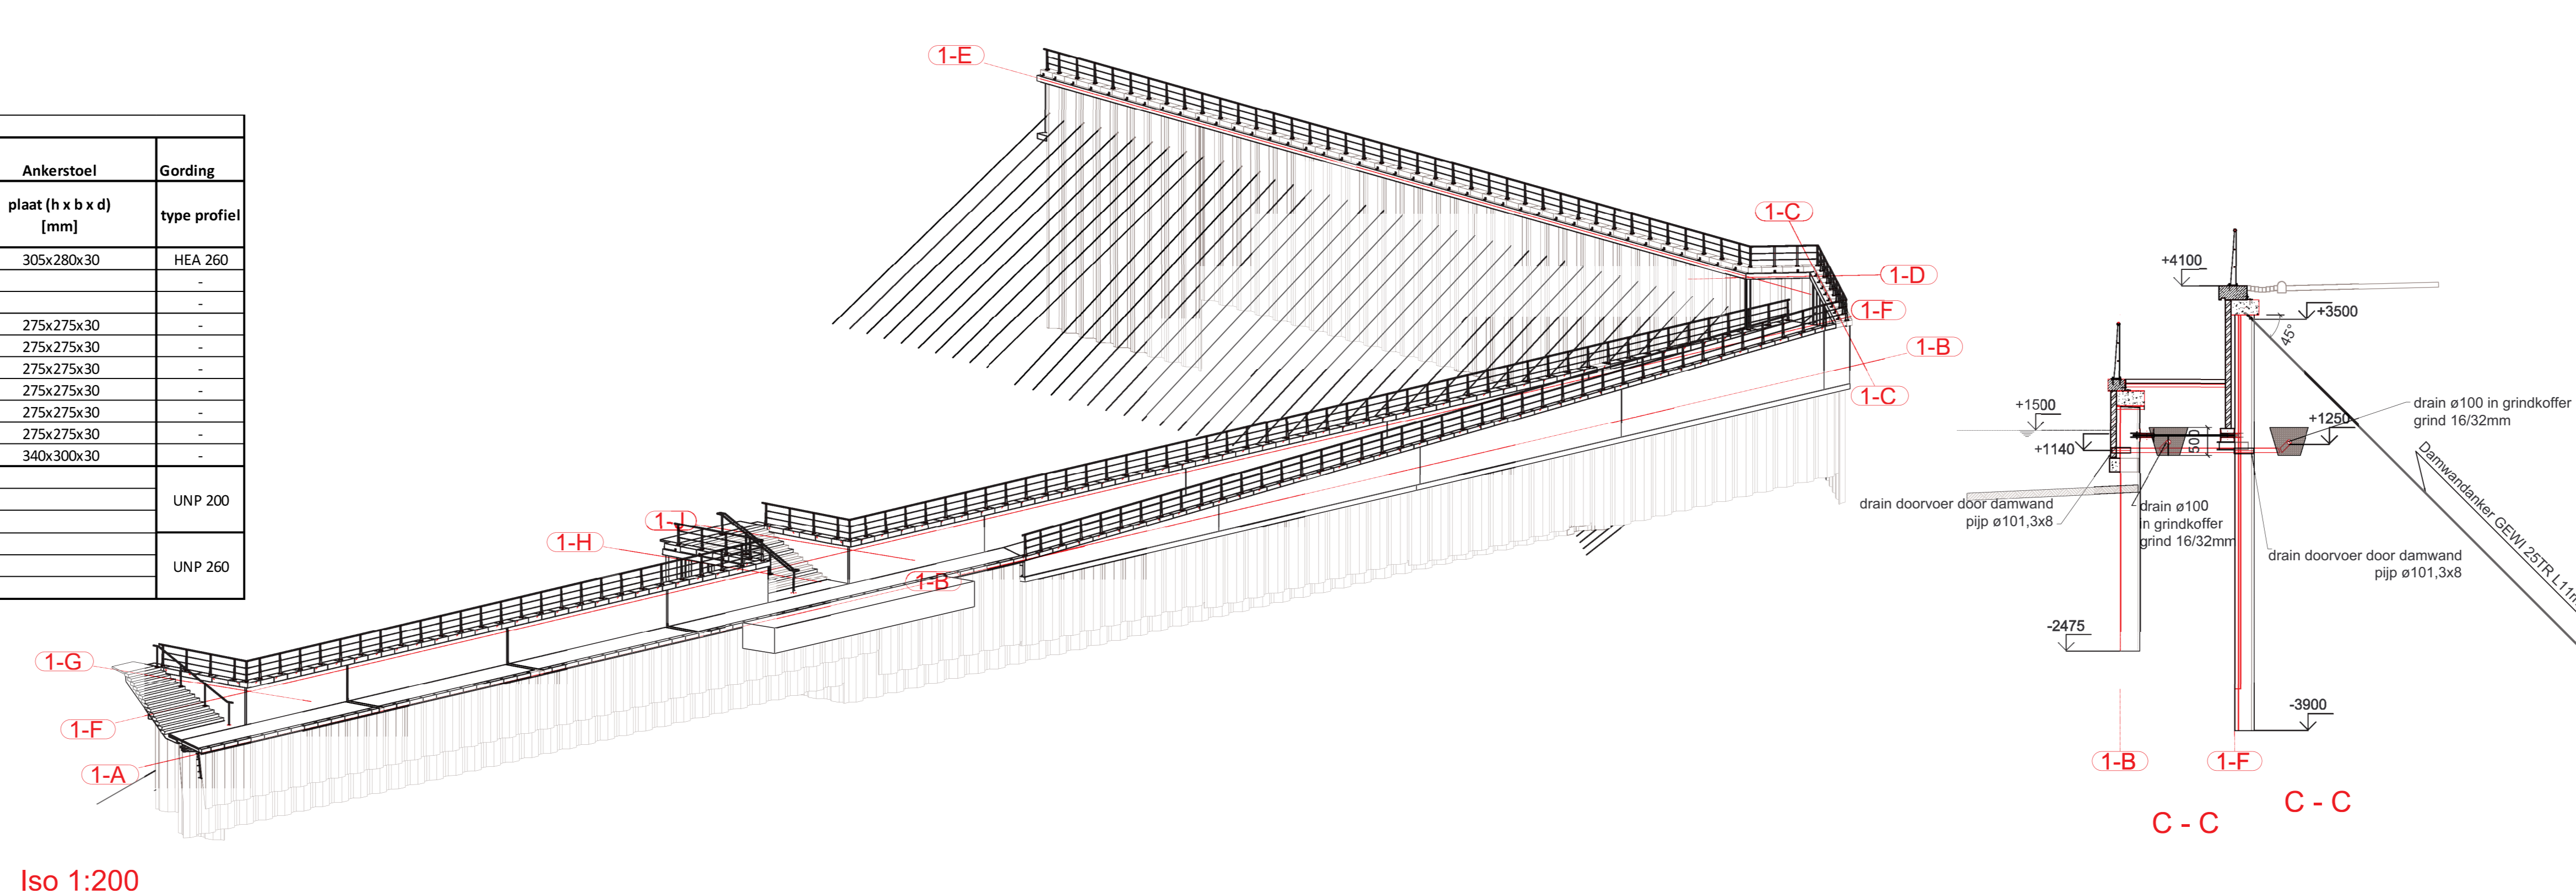 Ankerstoel
Gording
plaat (h x b x d)
[mm]
type profiel
305x280x30
HEA 260
-
-
275x275x30
-
275x275x30
-
275x275x30
-
275x275x30
-
275x275x30
-
275x275x30
-
340x300x30
-
UNP 200
UNP 260
1-E
1-C
1-D
1-F
1-B
1-C
1-J
1-H
1-B
1-G
1-F
1-A
Iso 1:200
+4100
+3500
45°
+1500
+1140
500
+1250
drain ø100 in grindkoffer
grind 16/32mm
Damwandanker GEWI 25TR L11m
drain doorvoer door damwand
pijp ø101,3x8
drain ø100
in grindkoffer
grind 16/32mm
drain doorvoer door damwand
pijp ø101,3x8
-2475
-3900
1-B
1-F
C - C
C - C